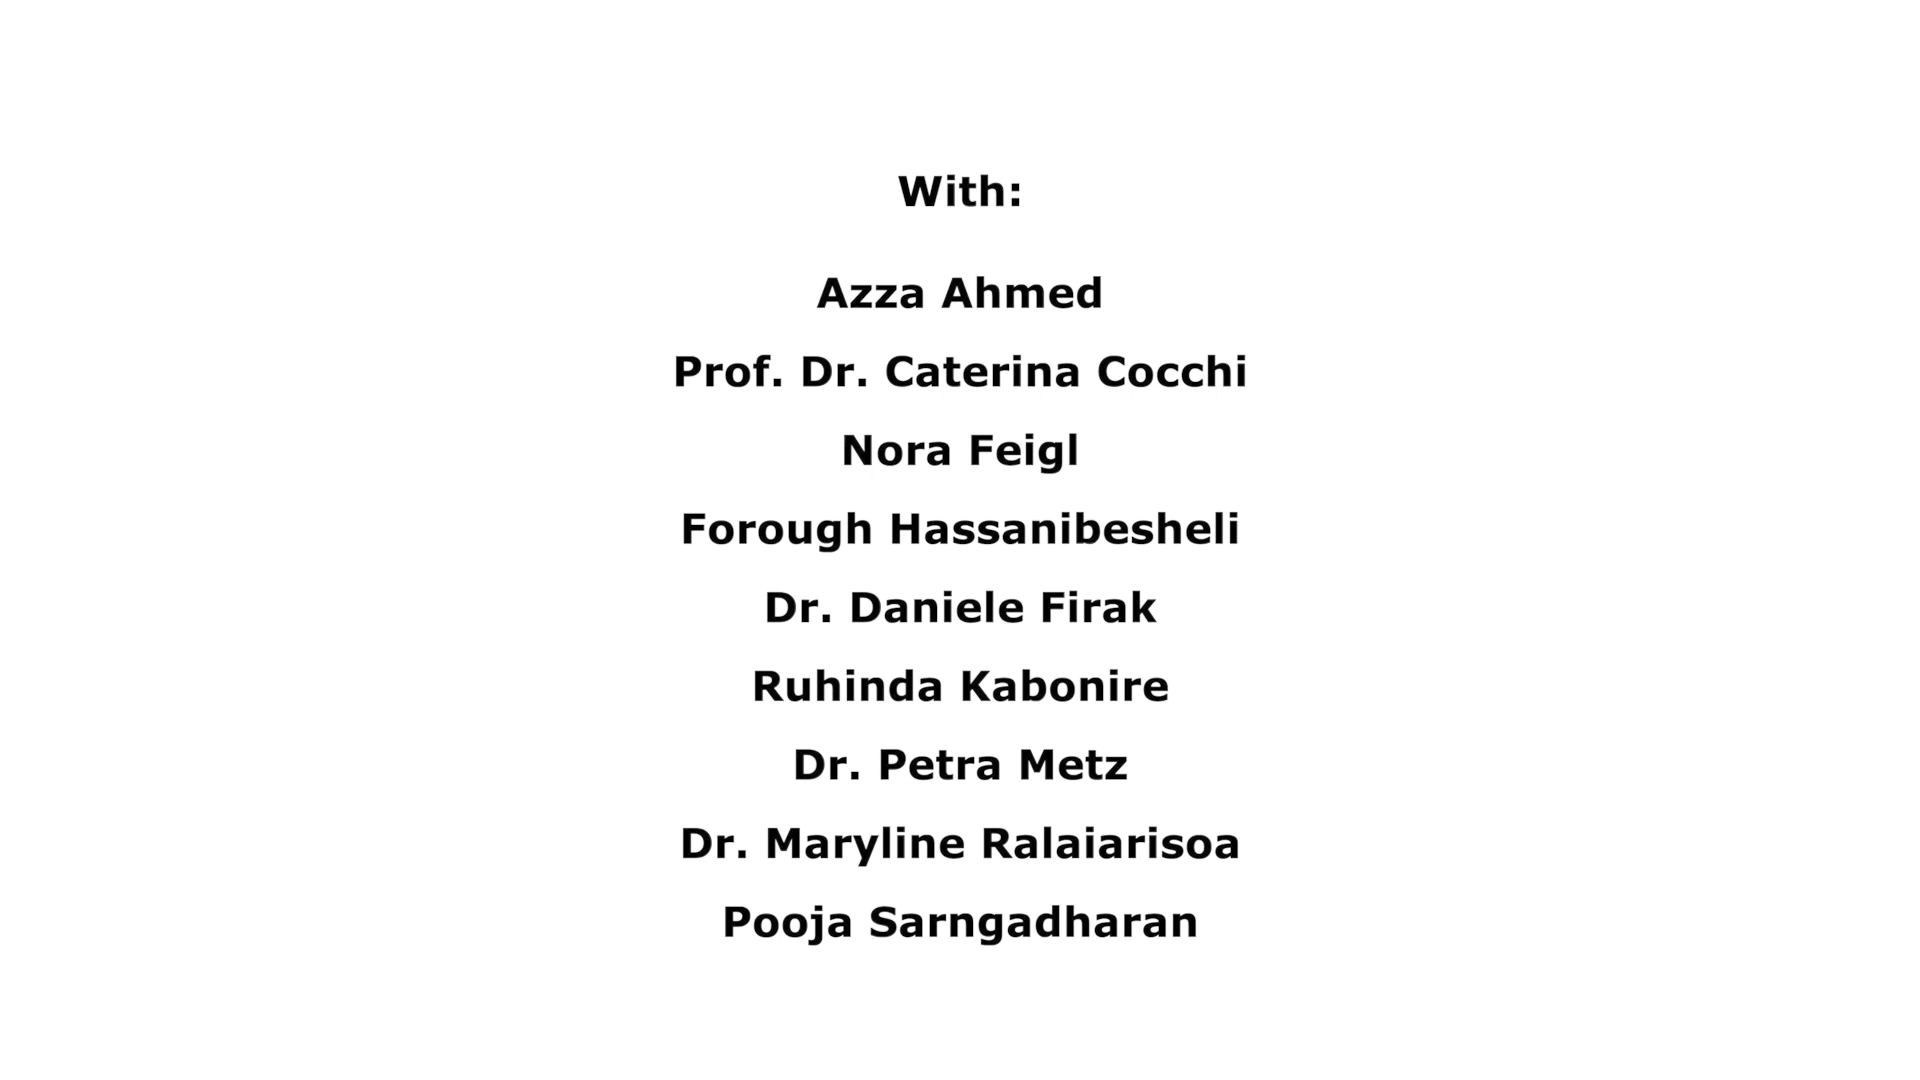 With:
Azza Ahmed
Prof. Dr. Caterina Cocchi
Nora Feigl
Forough Hassanibesheli
Dr. Daniele Firak
Ruhinda Kabonire
Dr. Petra Metz
Dr. Maryline Ralaiarisoa
Pooja Sarngadharan